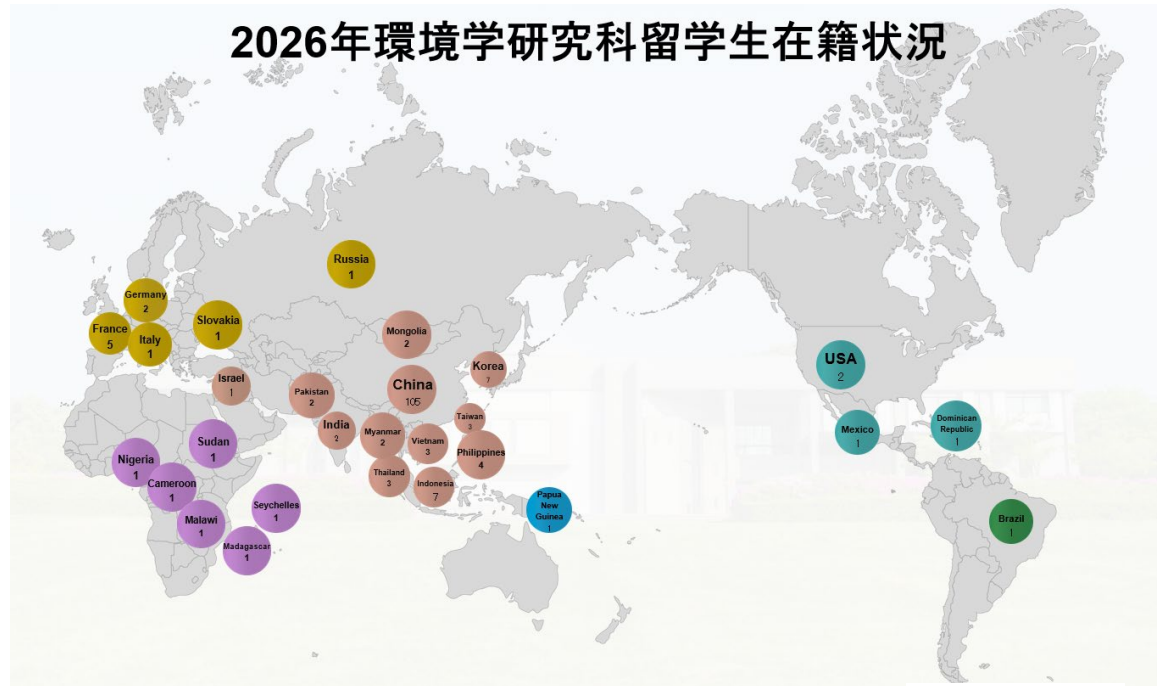 2026年環境学研究科留学生在籍状況
Russia
1
Germany
2
France
5
Italy
1
Slovakia
1
Mongolia
2
Korea
7
Israel
1
Pakistan
2
China
105
India
2
Myanmar
2
Taiwan
3
Vietnam
3
Philippines
4
Thailand
3
Indonesia
7
Sudan
1
Nigeria
1
Cameroon
1
Malawi
1
Seychelles
1
Madagascar
1
Papua
New
Guinea
1
USA
2
Mexico
1
Dominican
Republic
1
Brazil
1